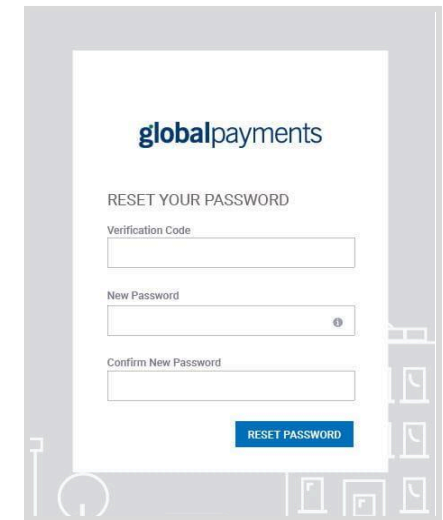 globalpayments
RESET YOUR PASSWORD
Verification Code
New Password
Confirm New Password
RESET PASSWORD